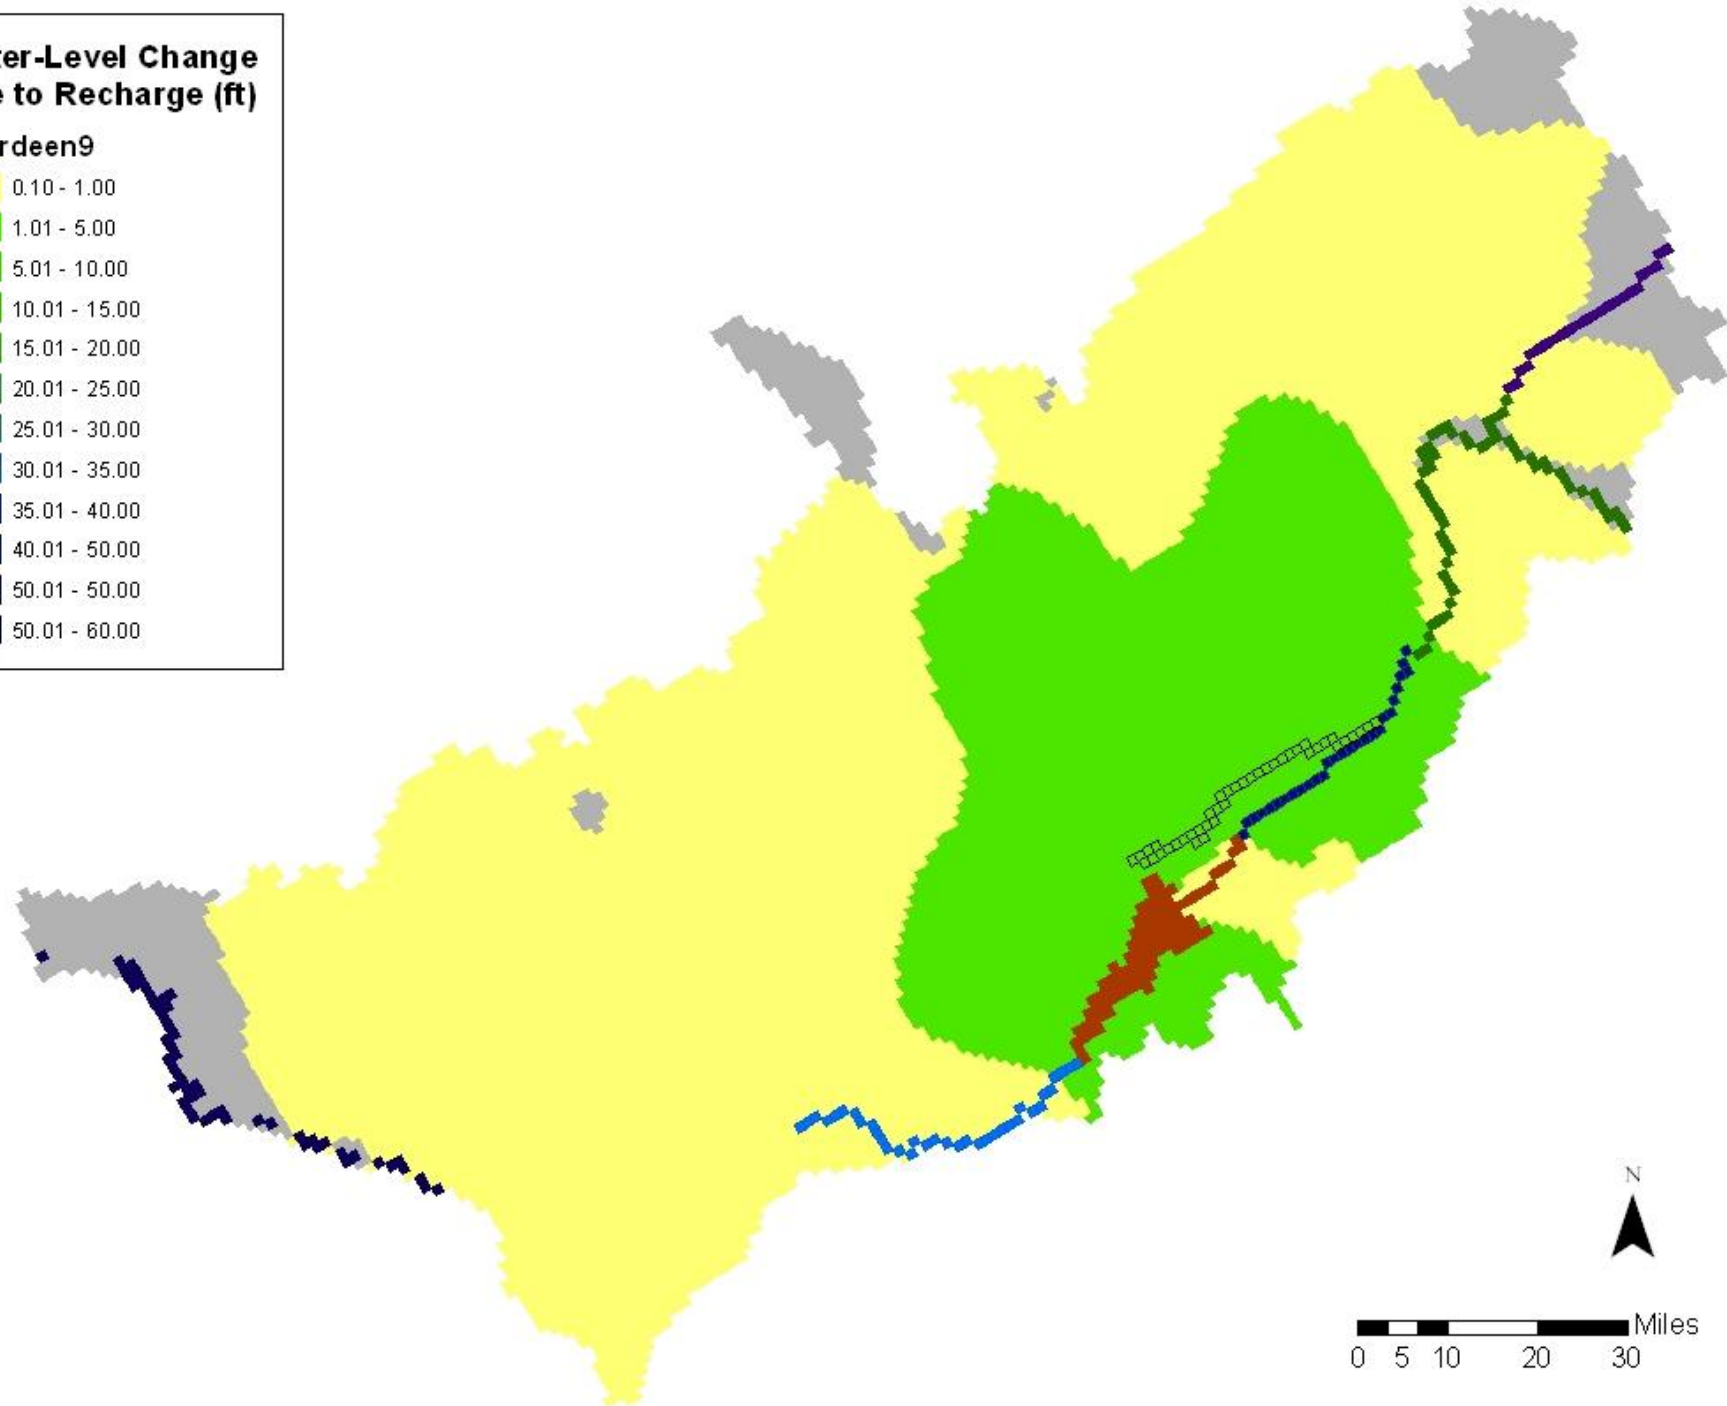 ter-Level Change
e to Recharge (ft)
rdeen9
0.10 - 1.00
1.01 - 5.00
5.01 - 10.00
10.01 - 15.00
15.01 - 20.00
20.01 - 25.00
25.01 - 30.00
30.01 - 35.00
35.01 - 40.00
40.01 - 50.00
50.01 - 50.00
50.01 - 60.00
N
Miles
0 5 10 20 30